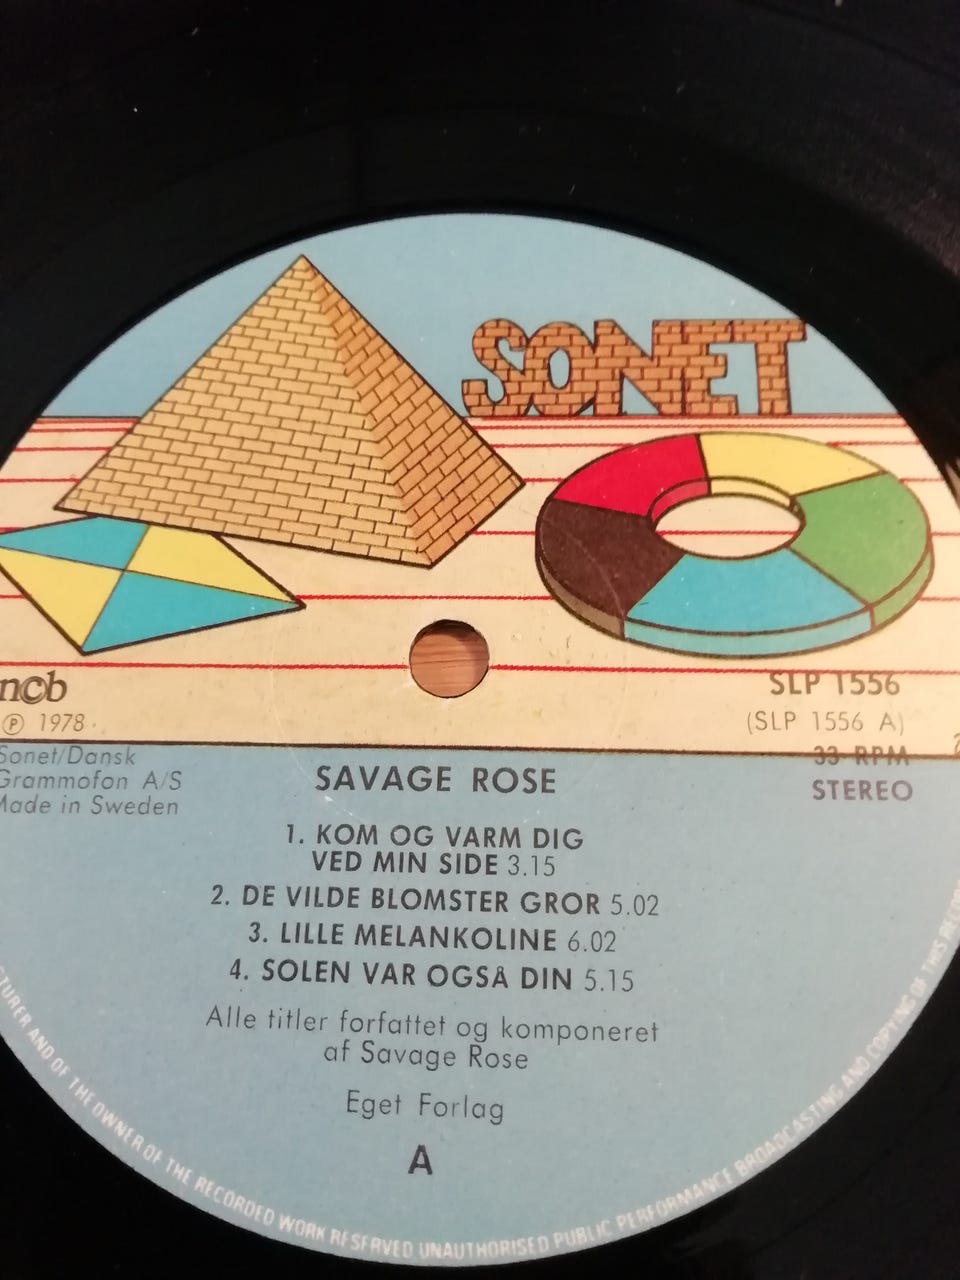 SONET
ncb
SLP 1556
℗ 1978
(SLP 1556 A)
Sonet/Dansk
Grammofon A/S
Made in Sweden
33 RPM
STEREO
SAVAGE ROSE
1. KOM OG VARM DIG
VED MIN SIDE 3.15
2. DE VILDE BLOMSTER GROR 5.02
3. LILLE MELANKOLINE 6.02
4. SOLEN VAR OGSÅ DIN 5.15
Alle titler forfattet og komponeret
af Savage Rose
Eget Forlag
A
AND OF THE OWNER OF THE RECORDED WORK RESERVED UNAUTHORISED PUBLIC PERFORMANCE BROADCASTING AND COPYING OF THIS